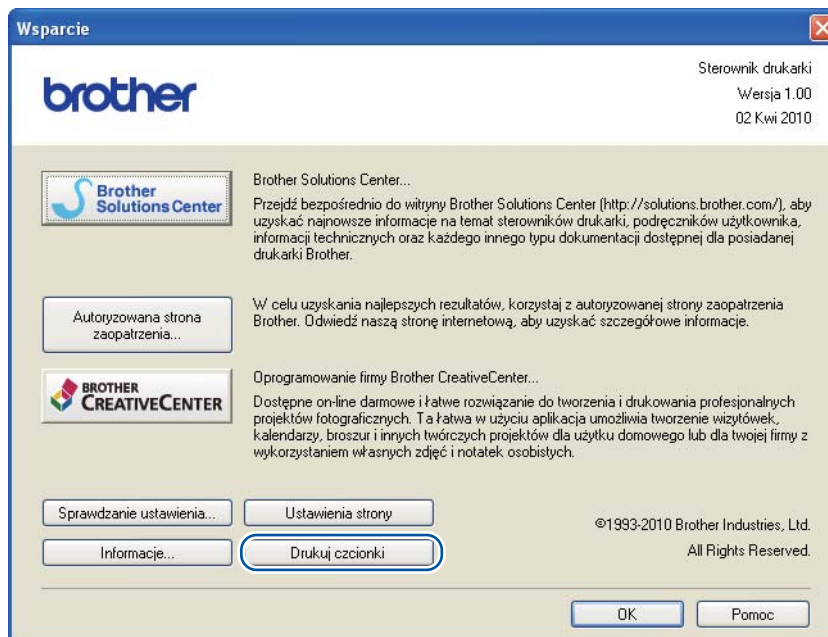 Wsparcie
brother
Sterownik drukarki
Wersja 1.00
02 Kwi 2010
Brother
Solutions Center
Brother Solutions Center...
Przejdź bezpośrednio do witryny Brother Solutions Center (http://solutions.brother.com/), aby
uzyskać najnowsze informacje na temat sterowników drukarki, podręczników użytkownika,
informacji technicznych oraz każdego innego typu dokumentacji dostępnej dla posiadanej
drukarki Brother.
Autoryzowana strona
zaopatrzenia...
W celu uzyskania najlepszych rezultatów, korzystaj z autoryzowanej strony zaopatrzenia
Brother. Odwiedź naszą stronę internetową, aby uzyskać szczegółowe informacje.
BROTHER
CREATIVECENTER
Oprogramowanie firmy Brother CreativeCenter...
Dostępne on-line darmowe i łatwe rozwiązanie do tworzenia i drukowania profesjonalnych
projektów fotograficznych. Ta łatwa w użyciu aplikacja umożliwia tworzenie wizytówek,
kalendarzy, broszur i innych twórczych projektów dla użytku domowego lub dla twojej firmy z
wykorzystaniem własnych zdjęć i notatek osobistych.
Sprawdzanie ustawienia...
Ustawienia strony
Informacje...
Drukuj czcionki
©1993-2010 Brother Industries, Ltd.
All Rights Reserved.
OK
Pomoc